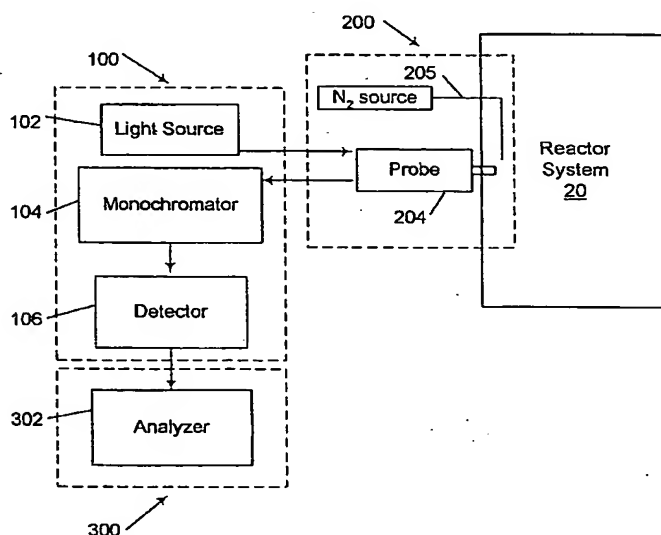 200
100
205
N2 source
102
Light Source
Reactor
System
20
Probe
104
Monochromator
204
106
Detector
302
Analyzer
300